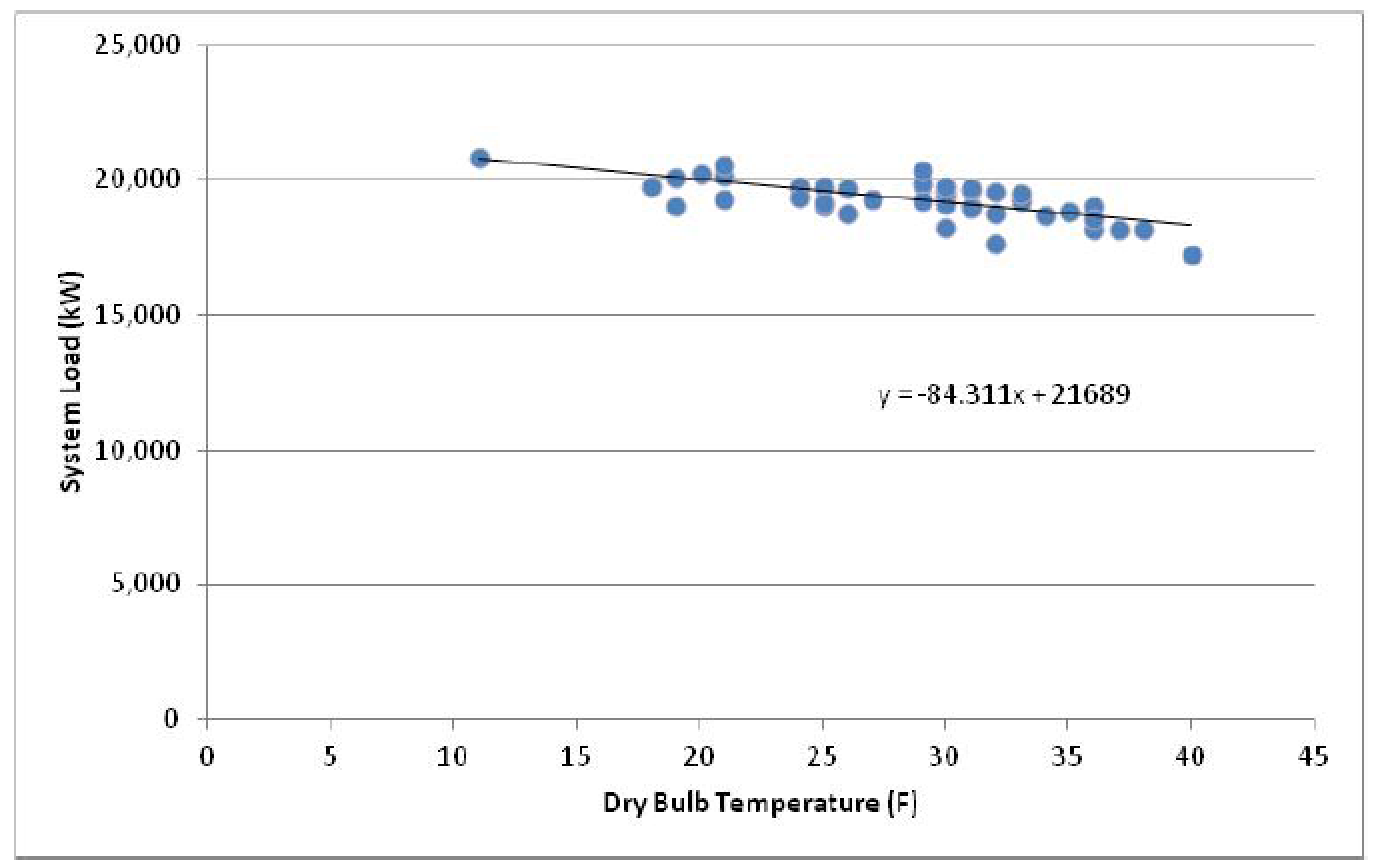 25,000
20,000
15,000
10,000
5,000
0
System Load (kW)
y = -84.311x + 21689
0 5 10 15 20 25 30 35 40 45
Dry Bulb Temperature (F)